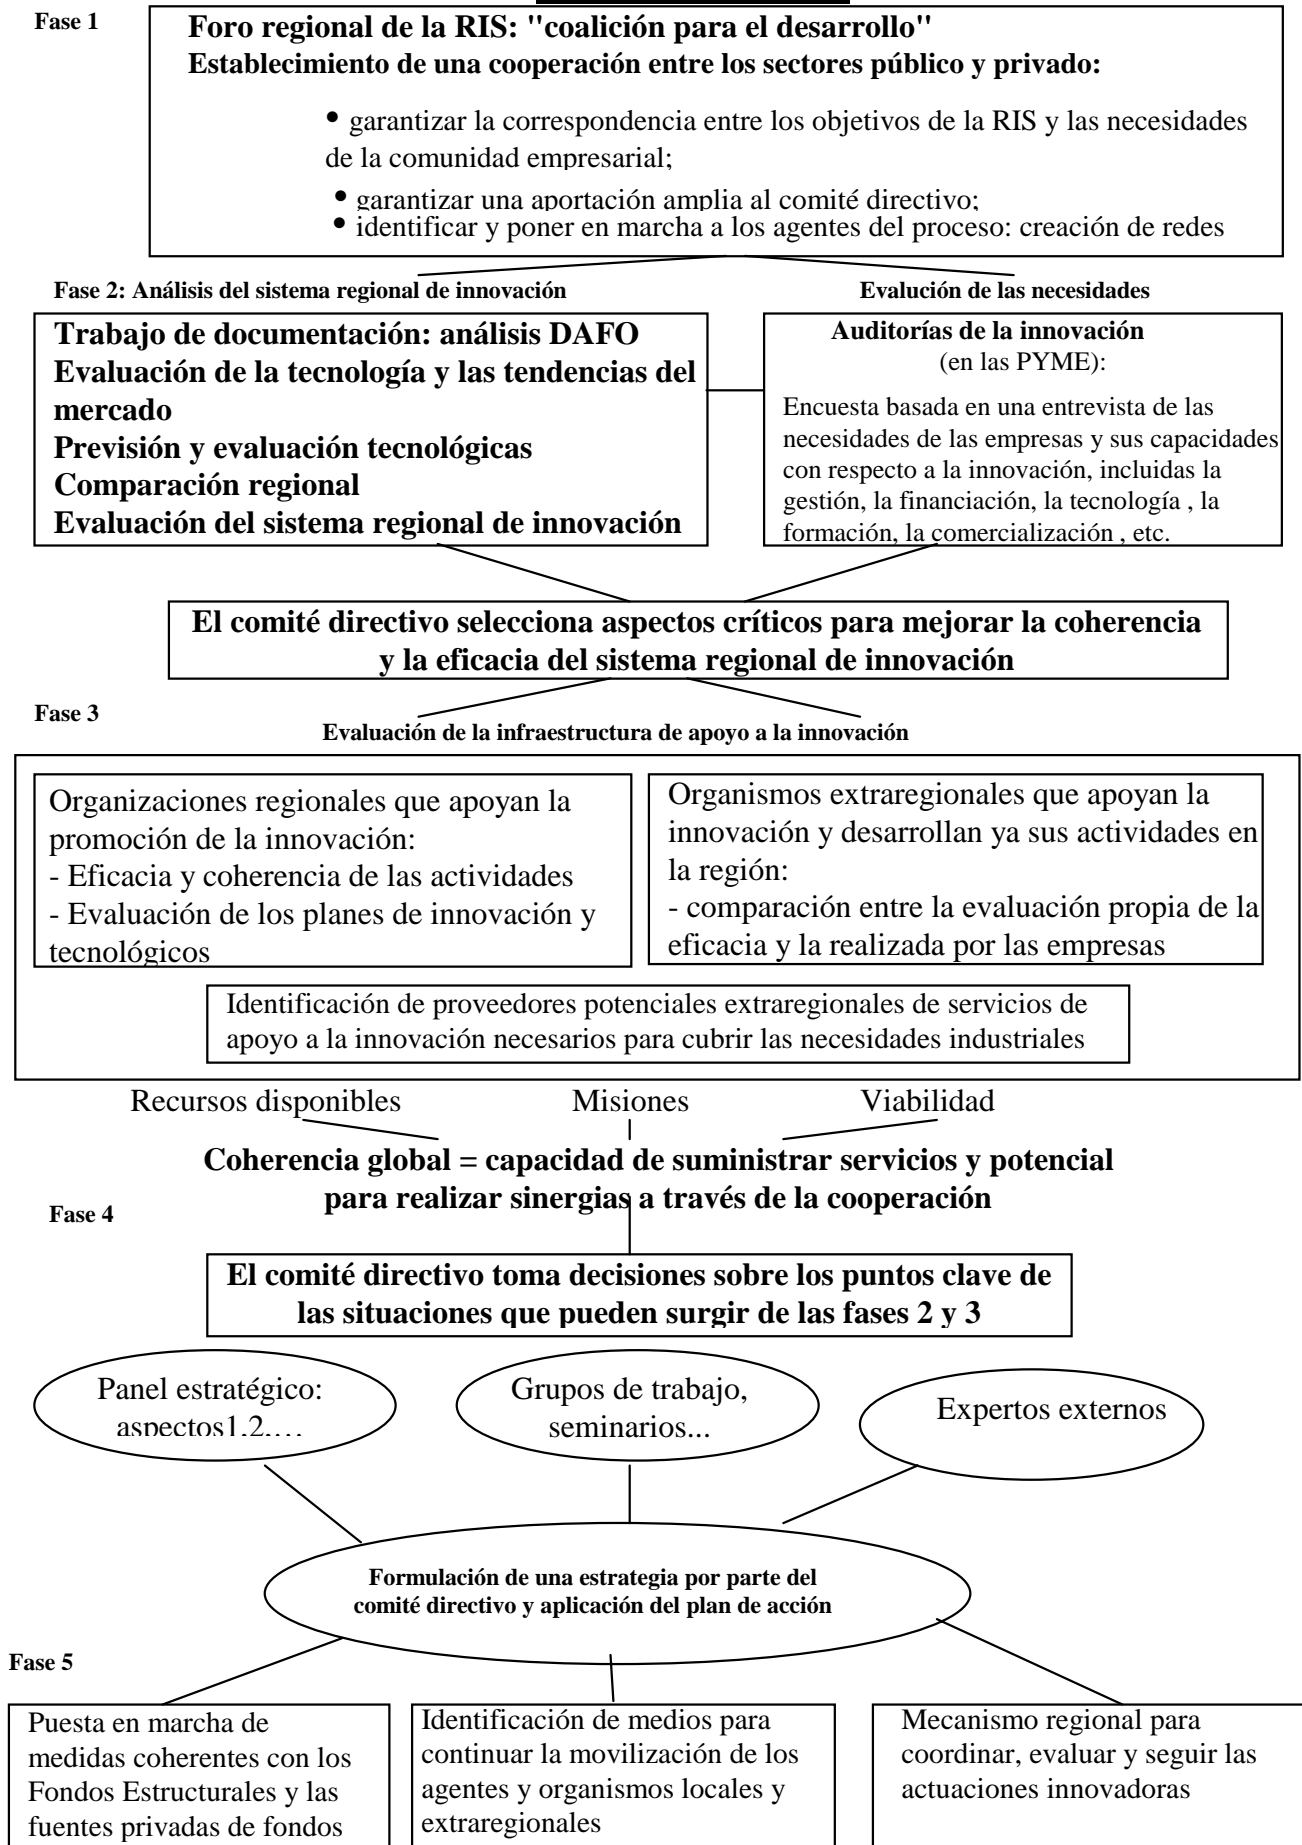 Fase 1
Foro regional de la RIS: "coalición para el desarrollo"
Establecimiento de una cooperación entre los sectores público y privado:
• garantizar la correspondencia entre los objetivos de la RIS y las necesidades
de la comunidad empresarial;
• garantizar una aportación amplia al comité directivo;
• identificar y poner en marcha a los agentes del proceso: creación de redes
Fase 2: Análisis del sistema regional de innovación
Evalución de las necesidades
Trabajo de documentación: análisis DAFO
Evaluación de la tecnología y las tendencias del
mercado
Previsión y evaluación tecnológicas
Comparación regional
Evaluación del sistema regional de innovación
Auditorías de la innovación
(en las PYME):
Encuesta basada en una entrevista de las
necesidades de las empresas y sus capacidades
con respecto a la innovación, incluidas la
gestión, la financiación, la tecnología , la
formación, la comercialización , etc.
El comité directivo selecciona aspectos críticos para mejorar la coherencia
y la eficacia del sistema regional de innovación
Fase 3
Evaluación de la infraestructura de apoyo a la innovación
Organizaciones regionales que apoyan la
promoción de la innovación:
- Eficacia y coherencia de las actividades
- Evaluación de los planes de innovación y
tecnológicos
Organismos extraregionales que apoyan la
innovación y desarrollan ya sus actividades en
la región:
- comparación entre la evaluación propia de la
eficacia y la realizada por las empresas
Identificación de proveedores potenciales extraregionales de servicios de
apoyo a la innovación necesarios para cubrir las necesidades industriales
Recursos disponibles
Misiones
Viabilidad
Coherencia global = capacidad de suministrar servicios y potencial
para realizar sinergias a través de la cooperación
Fase 4
El comité directivo toma decisiones sobre los puntos clave de
las situaciones que pueden surgir de las fases 2 y 3
Panel estratégico:
aspectos1,2,...
Grupos de trabajo,
seminarios...
Expertos externos
Formulación de una estrategia por parte del
comité directivo y aplicación del plan de acción
Fase 5
Puesta en marcha de
medidas coherentes con los
Fondos Estructurales y las
fuentes privadas de fondos
Identificación de medios para
continuar la movilización de los
agentes y organismos locales y
extraregionales
Mecanismo regional para
coordinar, evaluar y seguir las
actuaciones innovadoras